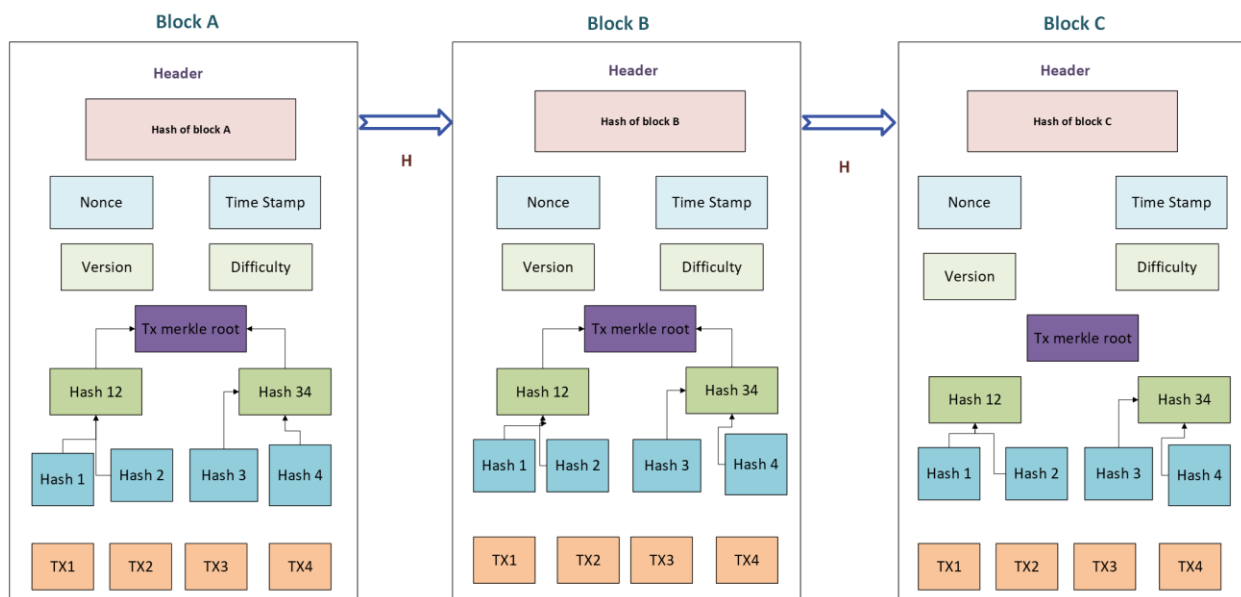 Block A
Header
Hash of block A
Nonce
Time Stamp
Version
Difficulty
Tx merkle root
Hash 12
Hash 34
Hash 1
Hash 2
Hash 3
Hash 4
TX1
TX2
TX3
TX4
H
Block B
Header
Hash of block B
Nonce
Time Stamp
Version
Difficulty
Tx merkle root
Hash 12
Hash 34
Hash 1
Hash 2
Hash 3
Hash 4
TX1
TX2
TX3
TX4
H
Block C
Header
Hash of block C
Nonce
Time Stamp
Version
Difficulty
Tx merkle root
Hash 12
Hash 34
Hash 1
Hash 2
Hash 3
Hash 4
TX1
TX2
TX3
TX4